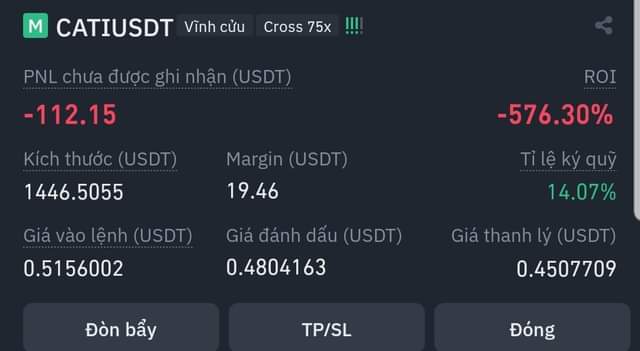 M CATIUSDT Vĩnh cửu Cross 75x !!!!
PNL chưa được ghi nhận (USDT) ROI
-112.15 -576.30%
Kích thước (USDT) Margin (USDT) Tỉ lệ ký quỹ
1446.5055 19.46 14.07%
Giá vào lệnh (USDT) Giá đánh dấu (USDT) Giá thanh lý (USDT)
0.5156002 0.4804163 0.4507709
Đòn bẩy TP/SL Đóng